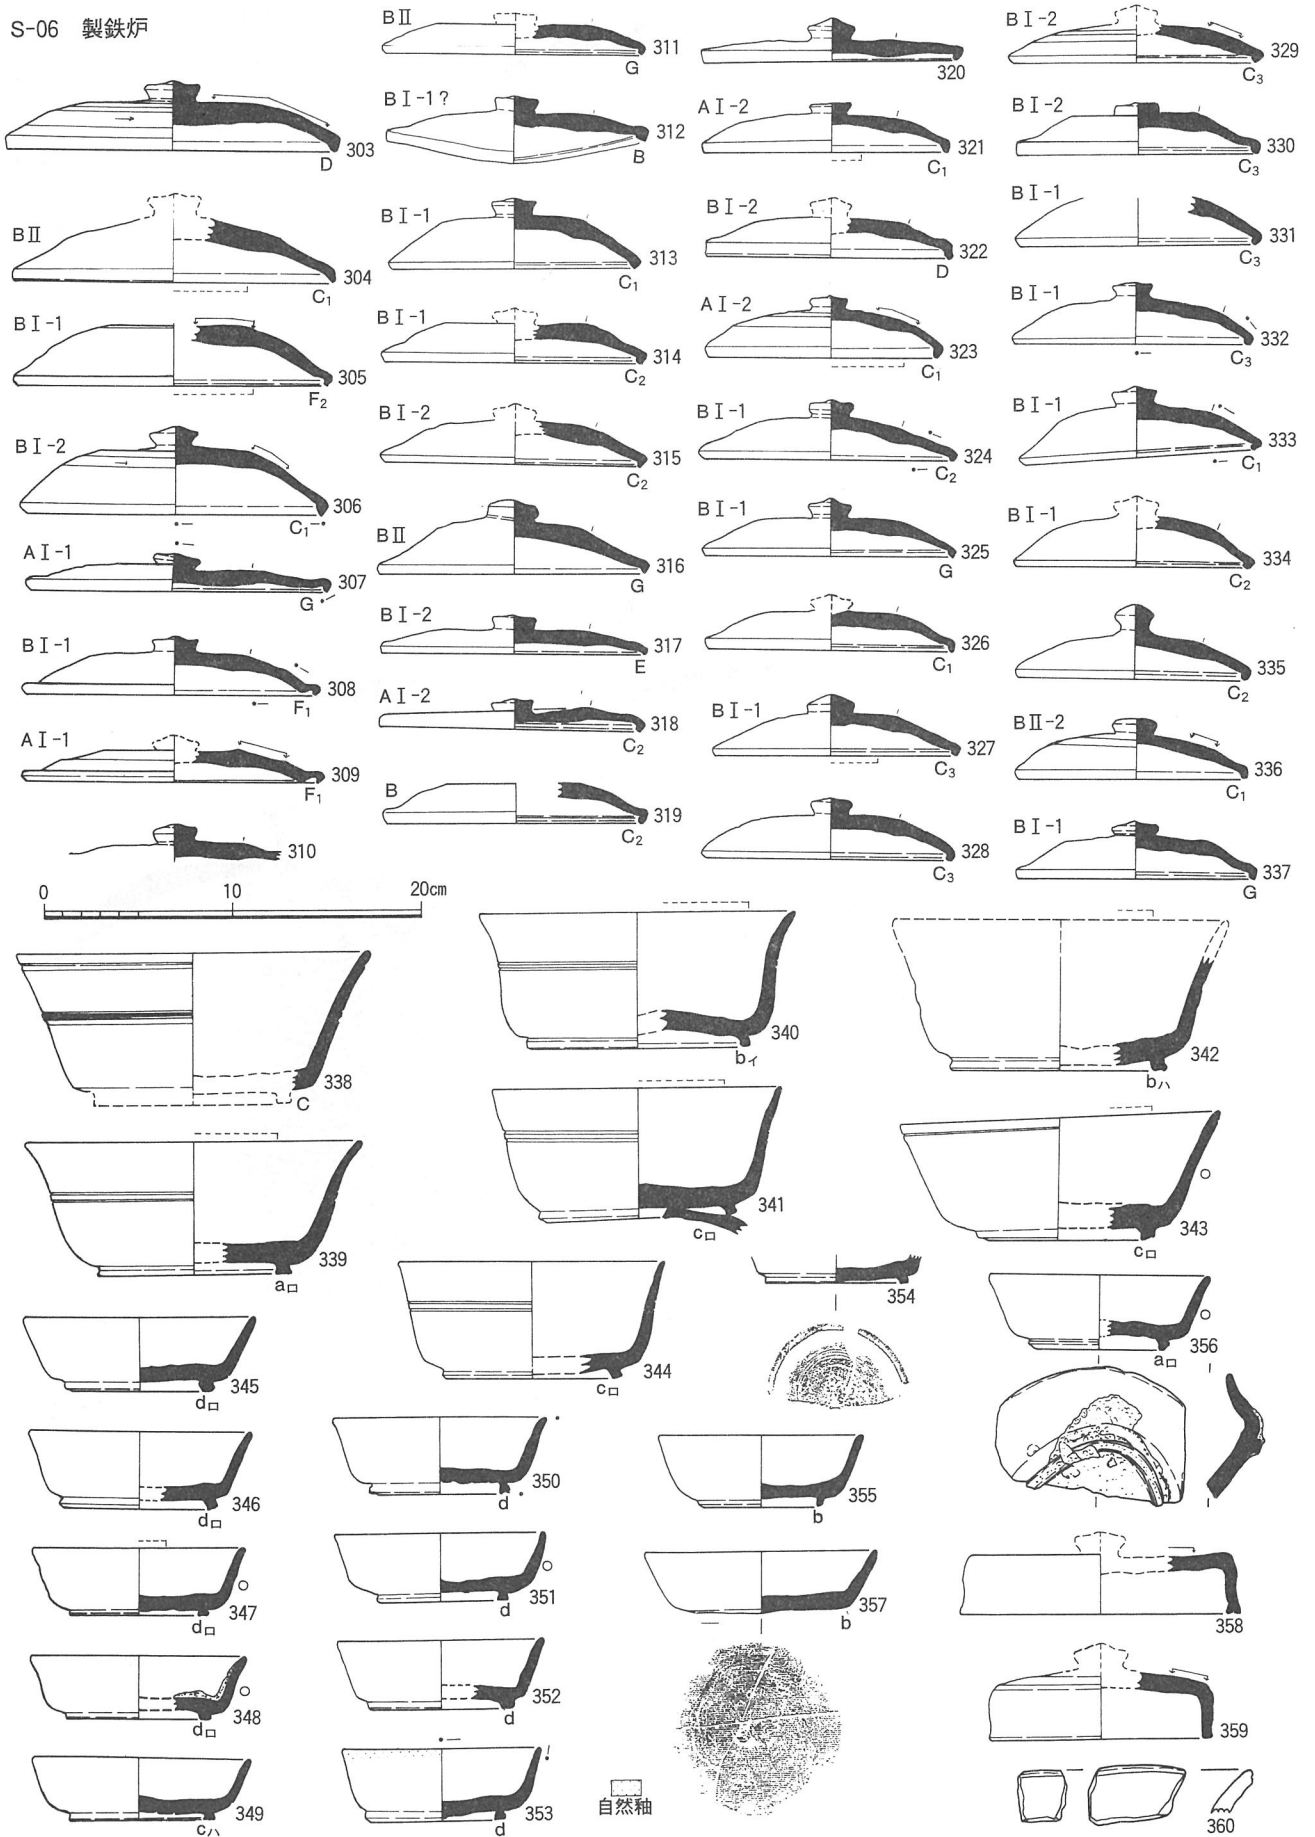 S-06 製鉄炉
D 303
BⅡ
304
C₁
BⅠ-1
305
F₂
BⅠ-2
306
C₁
AⅠ-1
307
G
BⅠ-1
308
F₁
AⅠ-1
309
F₁
310
BⅡ
311
G
BⅠ-1?
312
B
BⅠ-1
313
C₁
BⅠ-1
314
C₂
BⅠ-2
315
C₂
BⅡ
316
G
BⅠ-2
317
E
AⅠ-2
318
C₂
B
319
C₂
320
AⅠ-2
321
C₁
BⅠ-2
322
D
AⅠ-2
323
C₁
BⅠ-1
324
C₂
BⅠ-1
325
G
326
C₁
BⅠ-1
327
C₃
328
C₃
BⅠ-2
329
C₃
BⅠ-2
330
C₃
BⅠ-1
331
C₃
BⅠ-1
332
C₃
BⅠ-1
333
C₁
BⅠ-1
334
C₂
335
C₂
BⅡ-2
336
C₁
BⅠ-1
337
G
0 10 20cm
338
C
339
aロ
340
bイ
341
cロ
342
bハ
343
cロ
344
cロ
345
dロ
346
dロ
347
dロ
348
dロ
349
cハ
350
d
351
d
352
d
353
d
自然釉
354
355
b
356
aロ
357
b
358
359
360